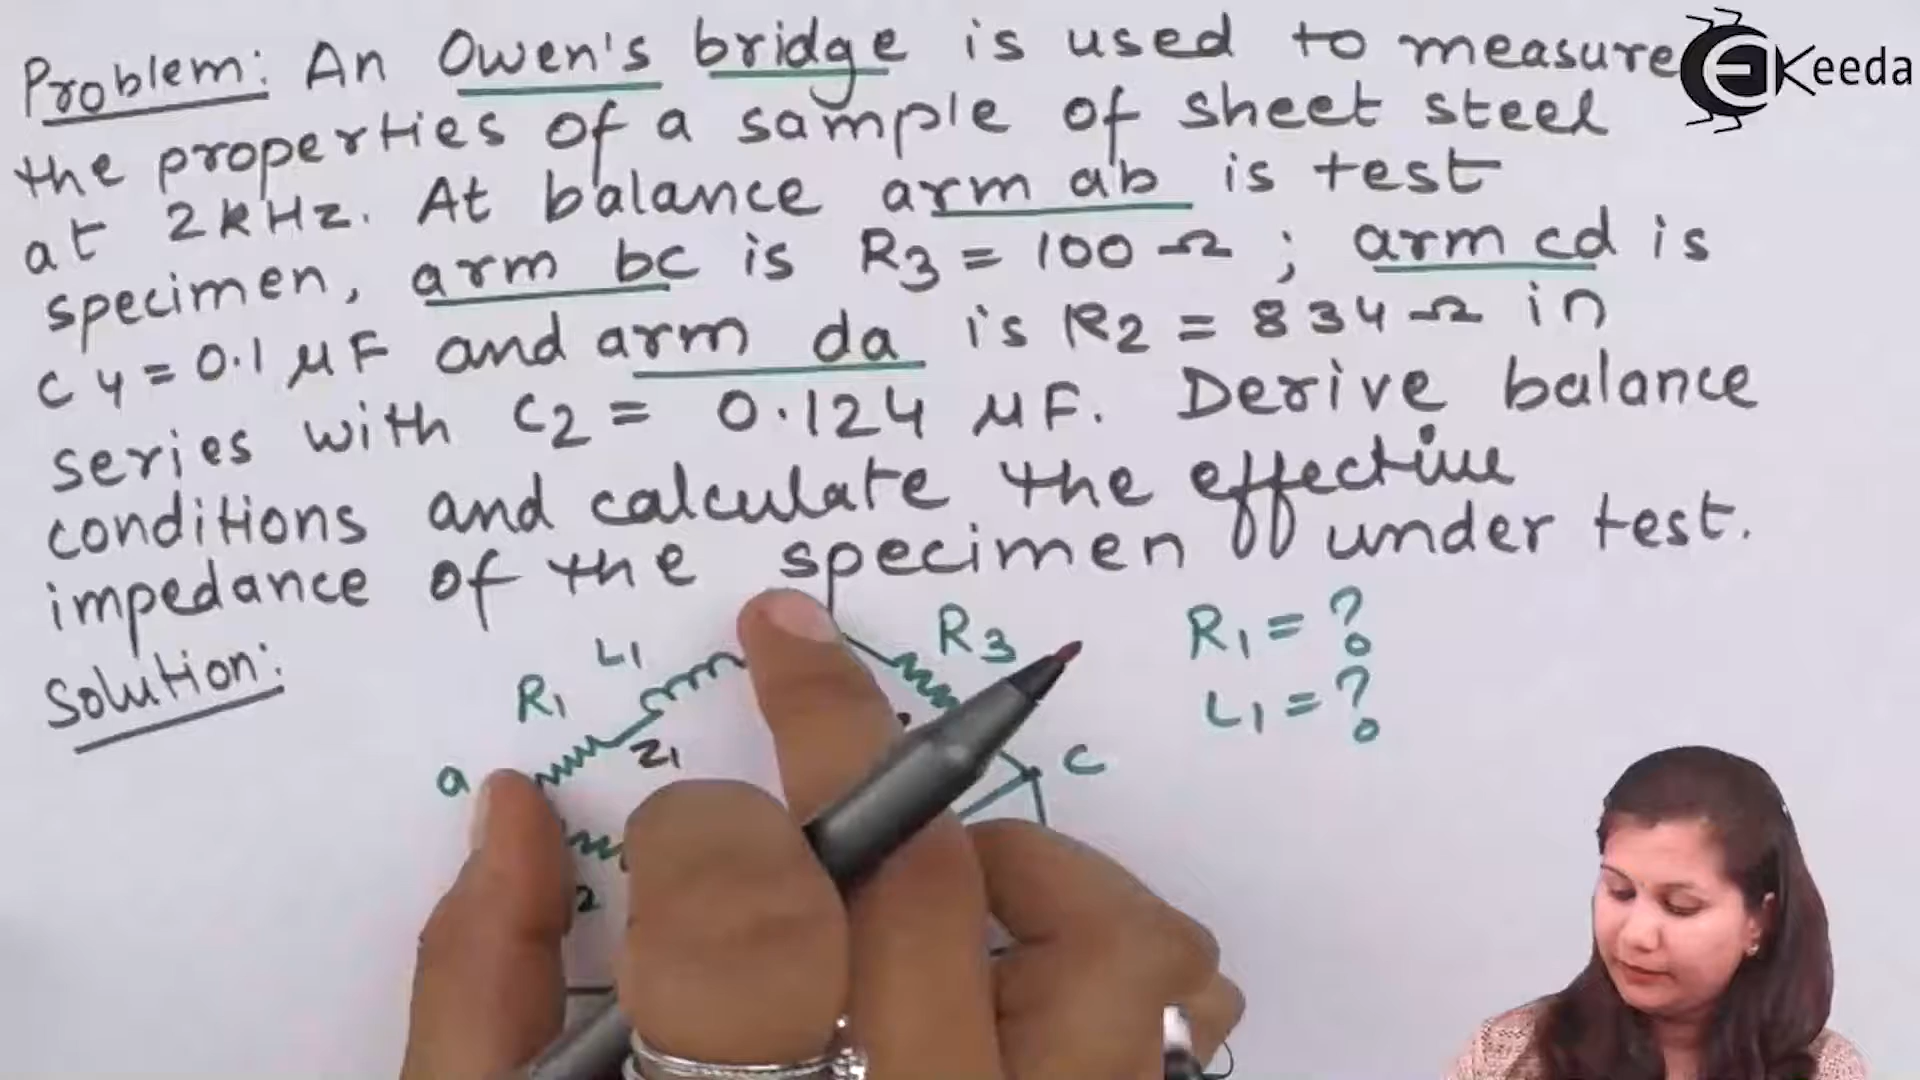 Problem: An Owen's bridge is used to measure
the properties of a sample of sheet steel
at 2kHz. At balance arm ab is test
specimen, arm bc is R3 = 100 Ω ; arm cd is
C4 = 0.1 μF and arm da is R2 = 834 Ω in
series with C2 = 0.124 μF. Derive balance
conditions and calculate the effective
impedance of the specimen under test.
Solution:
L1
R3
R1 = ?
R1
L1 = ?
Z1
a
c
2
EKeeda